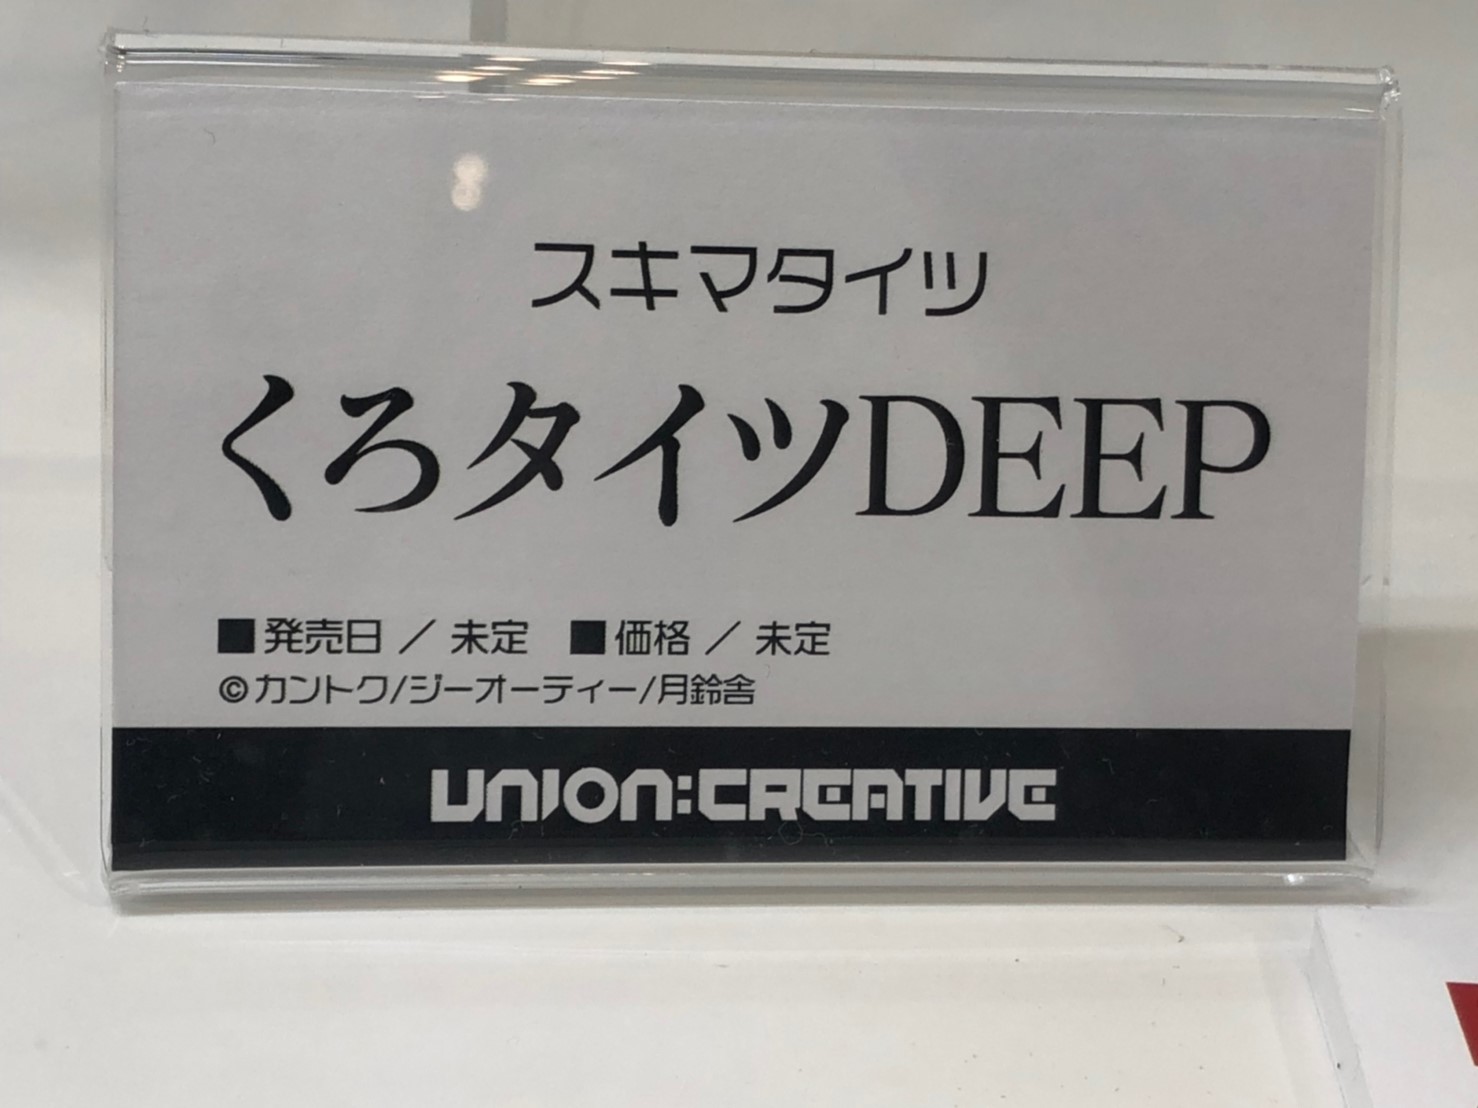 スキマタイツ
くろタイツDEEP
■発売日 ／ 未定 ■価格 ／ 未定
©カントク/ジーオーティー/月鈴舎
UNION:CREATIVE